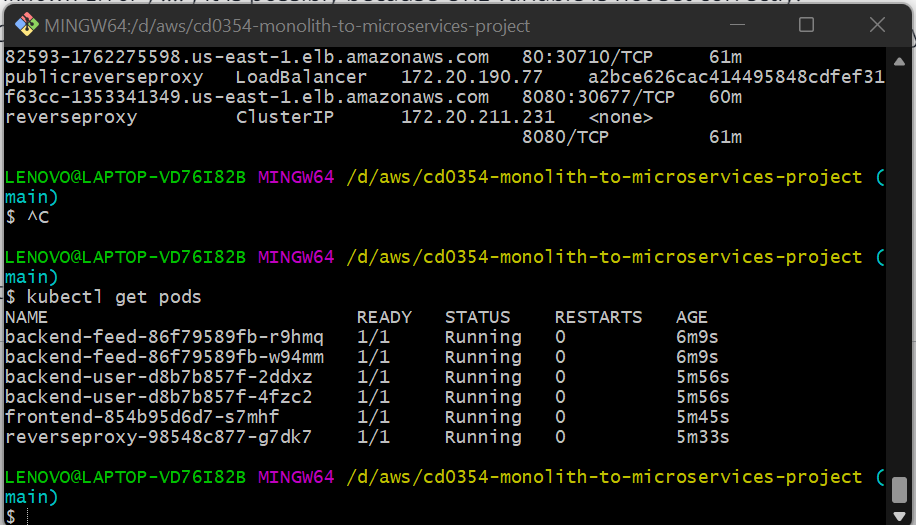 MINGW64:/d/aws/cd0354-monolith-to-microservices-project
82593-1762275598.us-east-1.elb.amazonaws.com   80:30710/TCP     61m
publicreverseproxy   LoadBalancer   172.20.190.77    a2bce626cac414495848cdfef31
f63cc-1353341349.us-east-1.elb.amazonaws.com   8080:30677/TCP   60m
reverseproxy         ClusterIP      172.20.211.231   <none>
8080/TCP         61m
LENOVO@LAPTOP-VD76I82B MINGW64 /d/aws/cd0354-monolith-to-microservices-project (
main)
$ ^C
LENOVO@LAPTOP-VD76I82B MINGW64 /d/aws/cd0354-monolith-to-microservices-project (
main)
$ kubectl get pods
NAME                            READY   STATUS    RESTARTS   AGE
backend-feed-86f79589fb-r9hmq   1/1     Running   0          6m9s
backend-feed-86f79589fb-w94mm   1/1     Running   0          6m9s
backend-user-d8b7b857f-2ddxz    1/1     Running   0          5m56s
backend-user-d8b7b857f-4fzc2    1/1     Running   0          5m56s
frontend-854b95d6d7-s7mhf       1/1     Running   0          5m45s
reverseproxy-98548c877-g7dk7    1/1     Running   0          5m33s
LENOVO@LAPTOP-VD76I82B MINGW64 /d/aws/cd0354-monolith-to-microservices-project (
main)
$